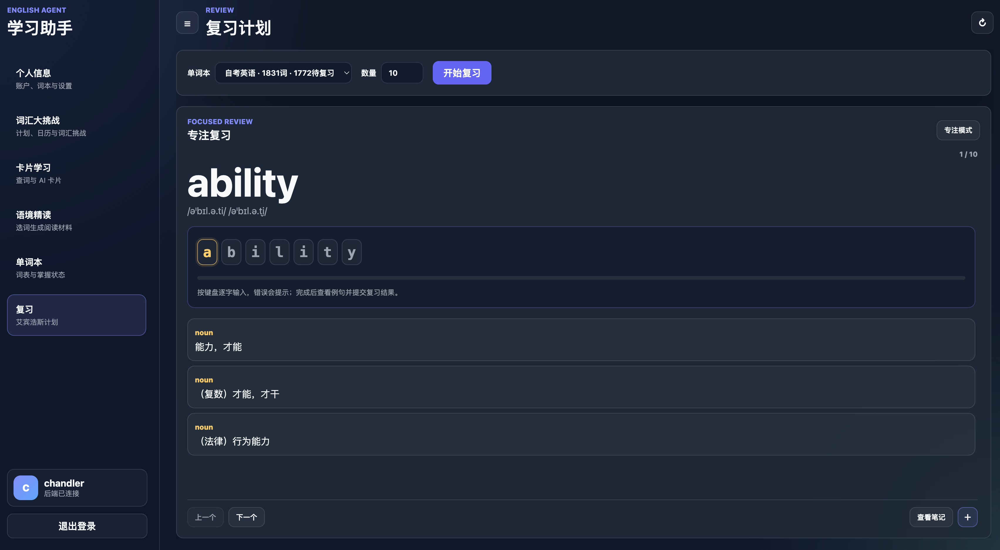 ENGLISH AGENT
学习助手
个人信息
账户、词本与设置
词汇大挑战
计划、日历与词汇挑战
卡片学习
查词与 AI 卡片
语境精读
选词生成阅读材料
单词本
词表与掌握状态
复习
艾宾浩斯计划
c
chandler
后端已连接
退出登录
REVIEW
复习计划
单词本 自考英语 · 1831词 · 1772待复习 数量 10 开始复习
FOCUSED REVIEW
专注复习
专注模式
1 / 10
ability
/əˈbɪl.ə.ti/ /əˈbɪl.ə.t̬i/
a b i l i t y
按键盘逐字输入，错误会提示；完成后查看例句并提交复习结果。
noun
能力，才能
noun
（复数）才能，才干
noun
（法律）行为能力
上一个 下一个 查看笔记 +